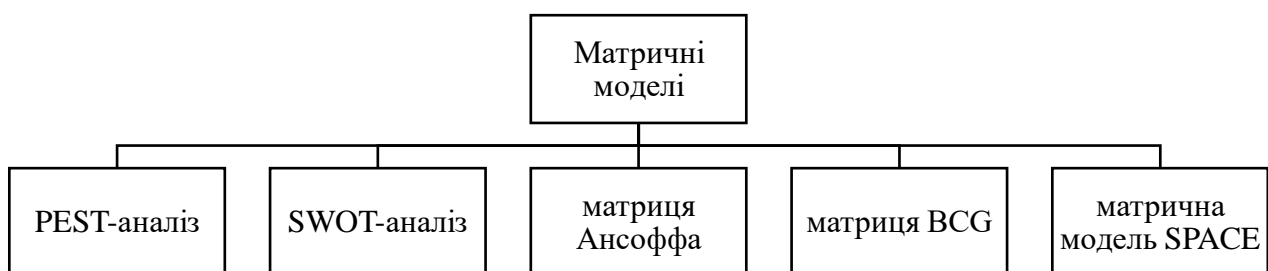 Матричні
моделі
PEST-аналіз
SWOT-аналіз
матриця
Ансоффа
матриця BCG
матрична
модель SPACE